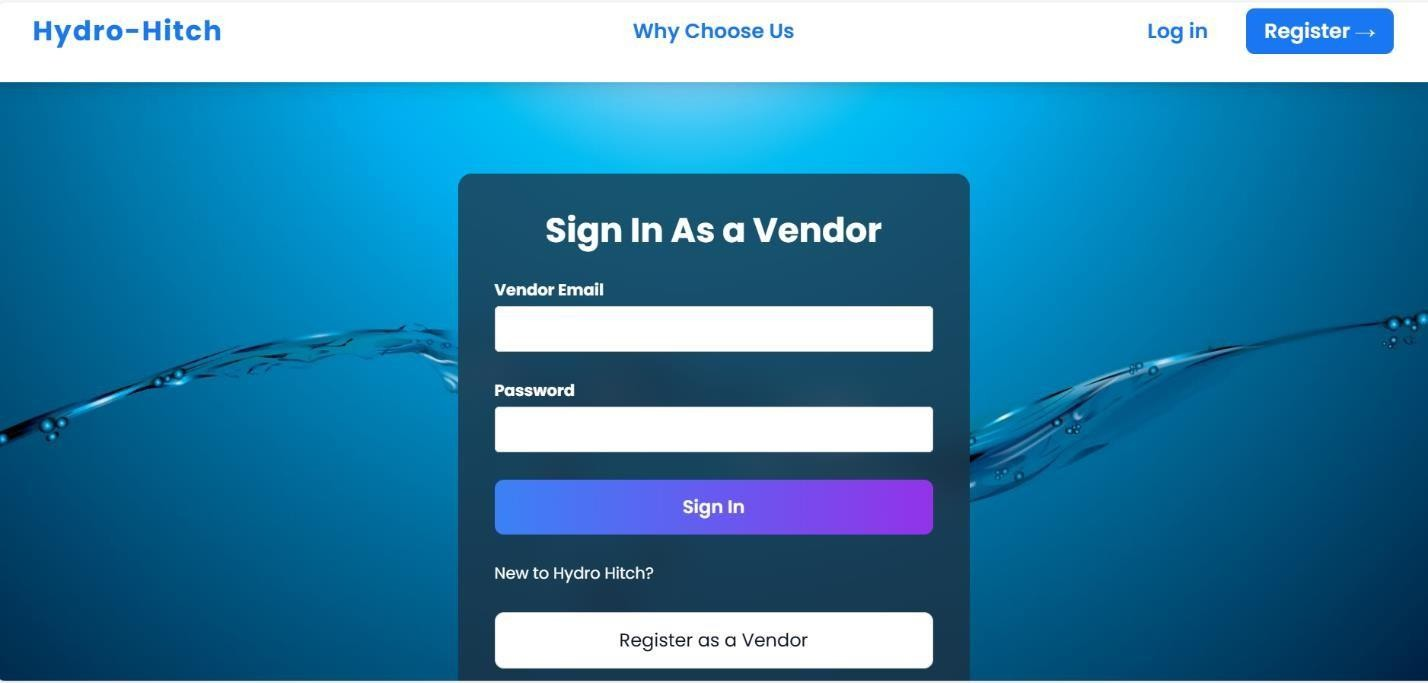 Hydro-Hitch
Why Choose Us
Log in
Register →
Sign In As a Vendor
Vendor Email
Password
Sign In
New to Hydro Hitch?
Register as a Vendor